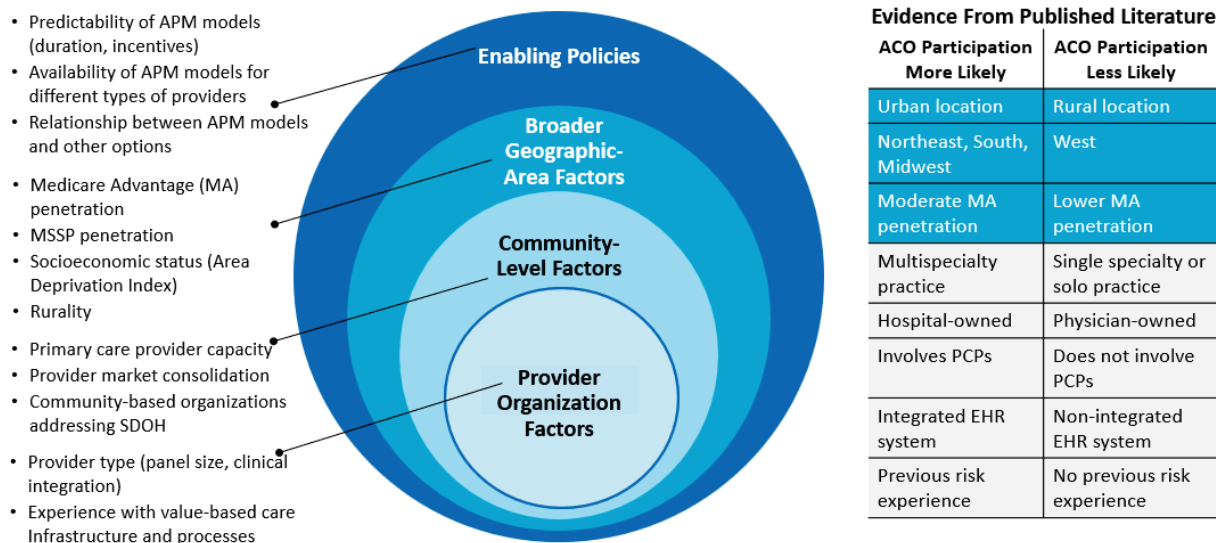 • Predictability of APM models
(duration, incentives)
• Availability of APM models for
different types of providers
• Relationship between APM models
and other options
• Medicare Advantage (MA)
penetration
• MSSP penetration
• Socioeconomic status (Area
Deprivation Index)
• Rurality
• Primary care provider capacity
• Provider market consolidation
• Community-based organizations
addressing SDOH
• Provider type (panel size, clinical
integration)
• Experience with value-based care
Infrastructure and processes
Enabling Policies
Broader
Geographic-
Area Factors
Community-
Level Factors
Provider
Organization
Factors
Evidence From Published Literature
ACO Participation
More Likely
ACO Participation
Less Likely
Urban location
Rural location
Northeast, South,
Midwest
West
Moderate MA
penetration
Lower MA
penetration
Multispecialty
practice
Single specialty or
solo practice
Hospital-owned
Physician-owned
Involves PCPs
Does not involve
PCPs
Integrated EHR
system
Non-integrated
EHR system
Previous risk
experience
No previous risk
experience